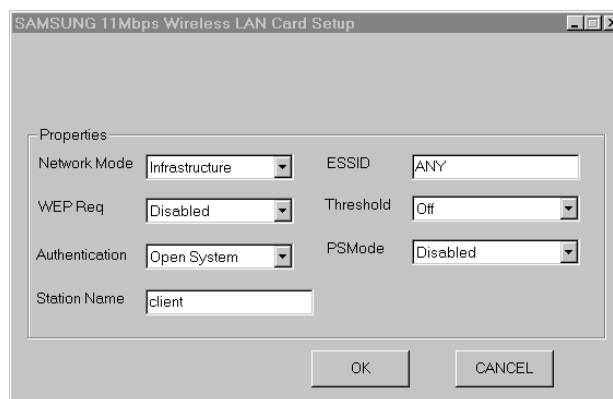 SAMSUNG 11Mbps Wireless LAN Card Setup
Properties
Network Mode Infrastructure ESSID ANY
WEP Req Disabled Threshold Off
Authentication Open System PSMode Disabled
Station Name client
OK CANCEL